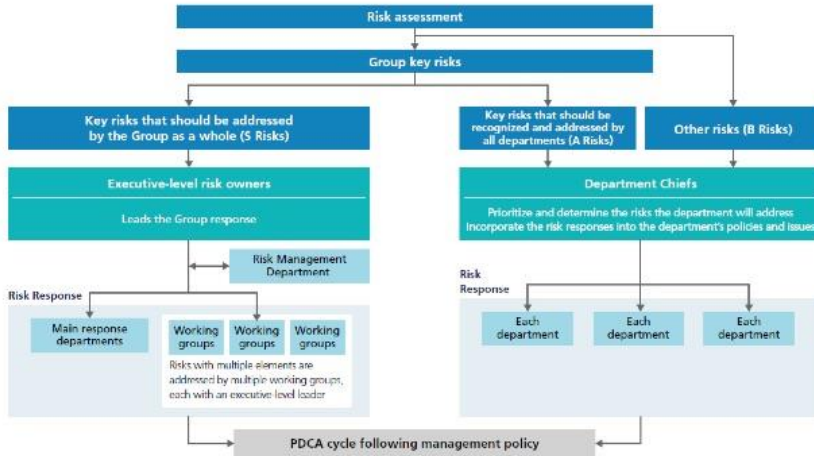 Risk assessment
Group key risks
Key risks that should be addressed
by the Group as a whole (S Risks)
Key risks that should be
recognized and addressed by
all departments (A Risks)
Other risks (B Risks)
Executive-level risk owners
Leads the Group response
Department Chiefs
Prioritize and determine the risks the department will address
Incorporate the risk responses into the department's policies and issues
Risk Management
Department
Risk Response
Main response
departments
Working
groups
Working
groups
Working
groups
Risks with multiple elements are
addressed by multiple working groups,
each with an executive-level leader
Risk
Response
Each
department
Each
department
Each
department
PDCA cycle following management policy